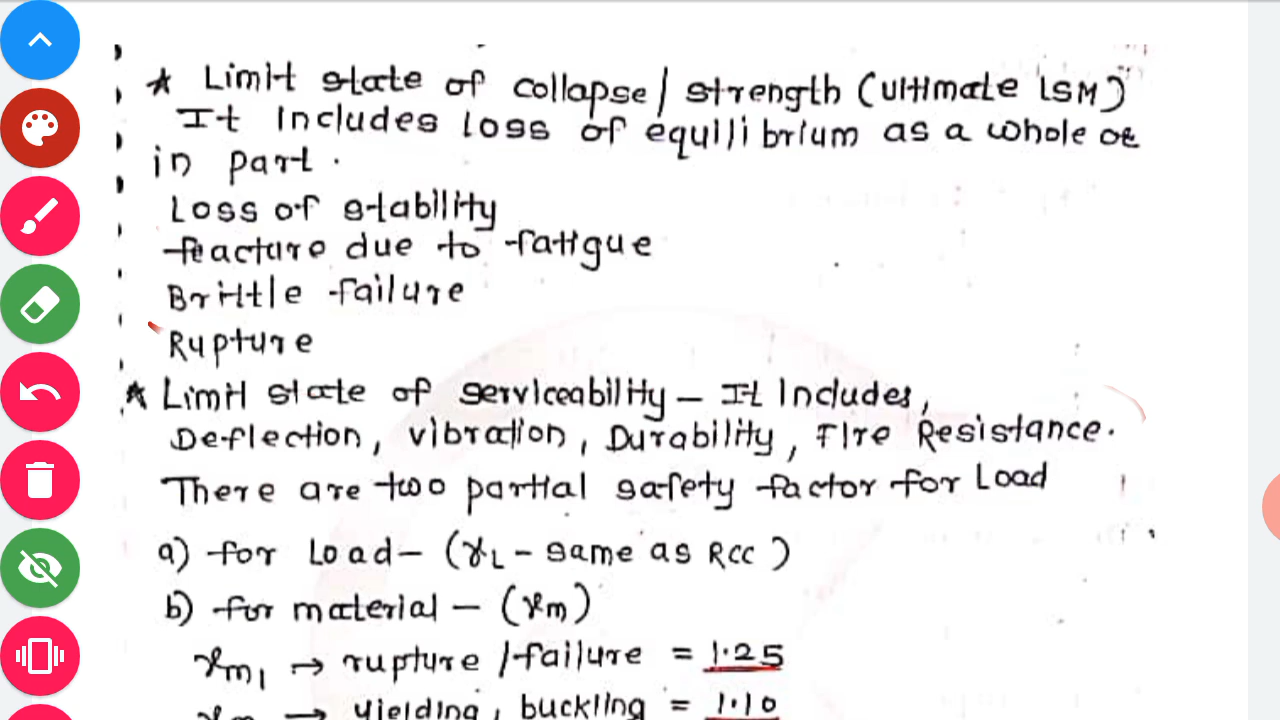 * Limit state of collapse / strength (ultimate LSM)
It Includes loss of equilibrium as a whole or
in part.
Loss of stability
fracture due to fatigue
Brittle failure
Rupture
* Limit state of serviceability – It Includes,
Deflection, vibration, Durability, Fire Resistance.
There are two partial safety factor for Load
a) for Load – (γL – same as RCC)
b) for material – (γm)
γm1 → rupture / failure = 1.25
→ yielding, buckling = 1.10